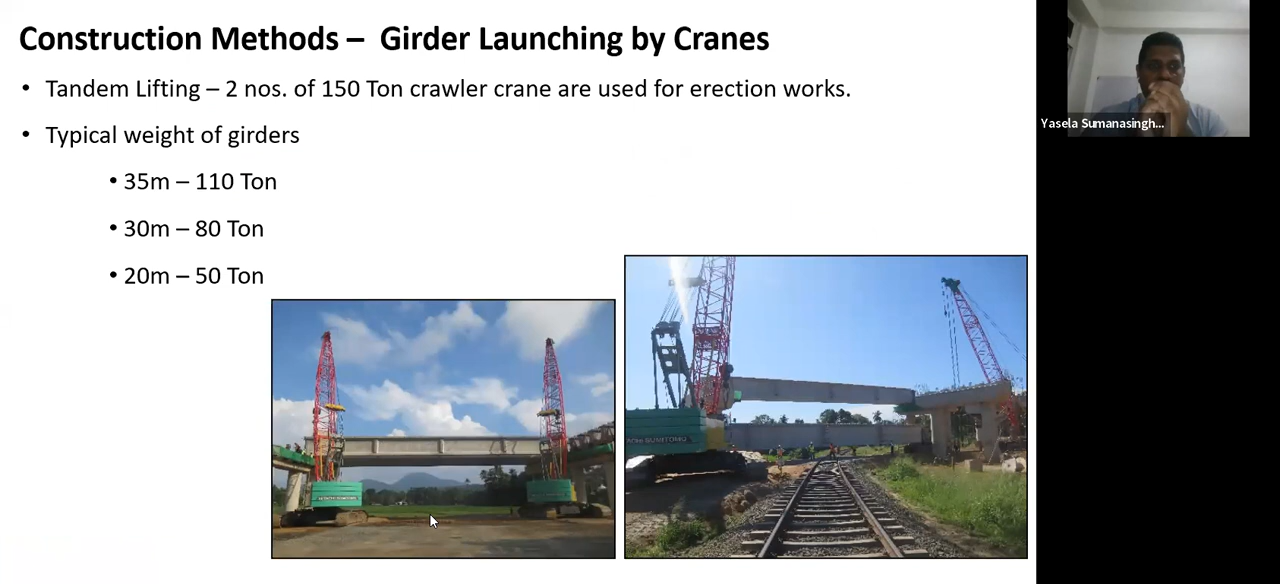 Construction Methods – Girder Launching by Cranes
• Tandem Lifting – 2 nos. of 150 Ton crawler crane are used for erection works.
• Typical weight of girders
• 35m – 110 Ton
• 30m – 80 Ton
• 20m – 50 Ton
Yasela Sumanasingh...
SUMITOMO